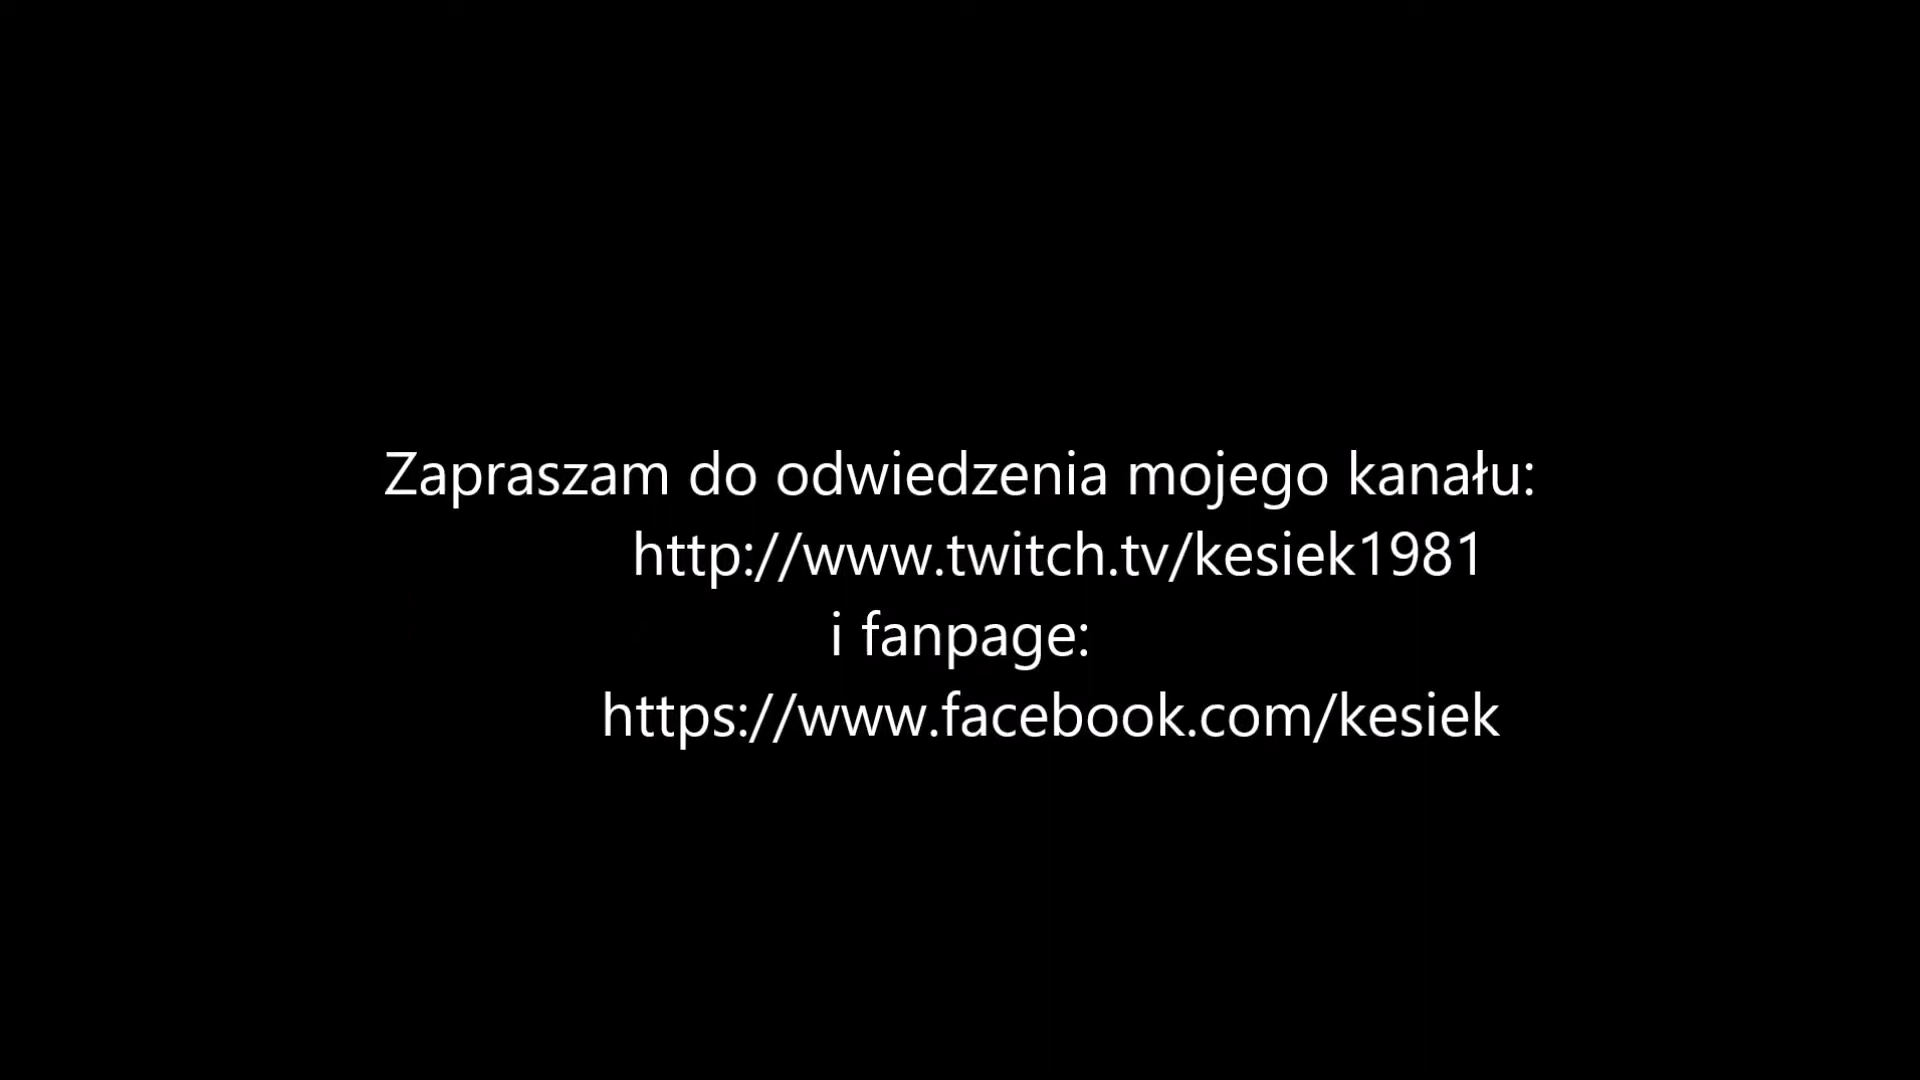 Zapraszam do odwiedzenia mojego kanału:
http://www.twitch.tv/kesiek1981
i fanpage:
https://www.facebook.com/kesiek